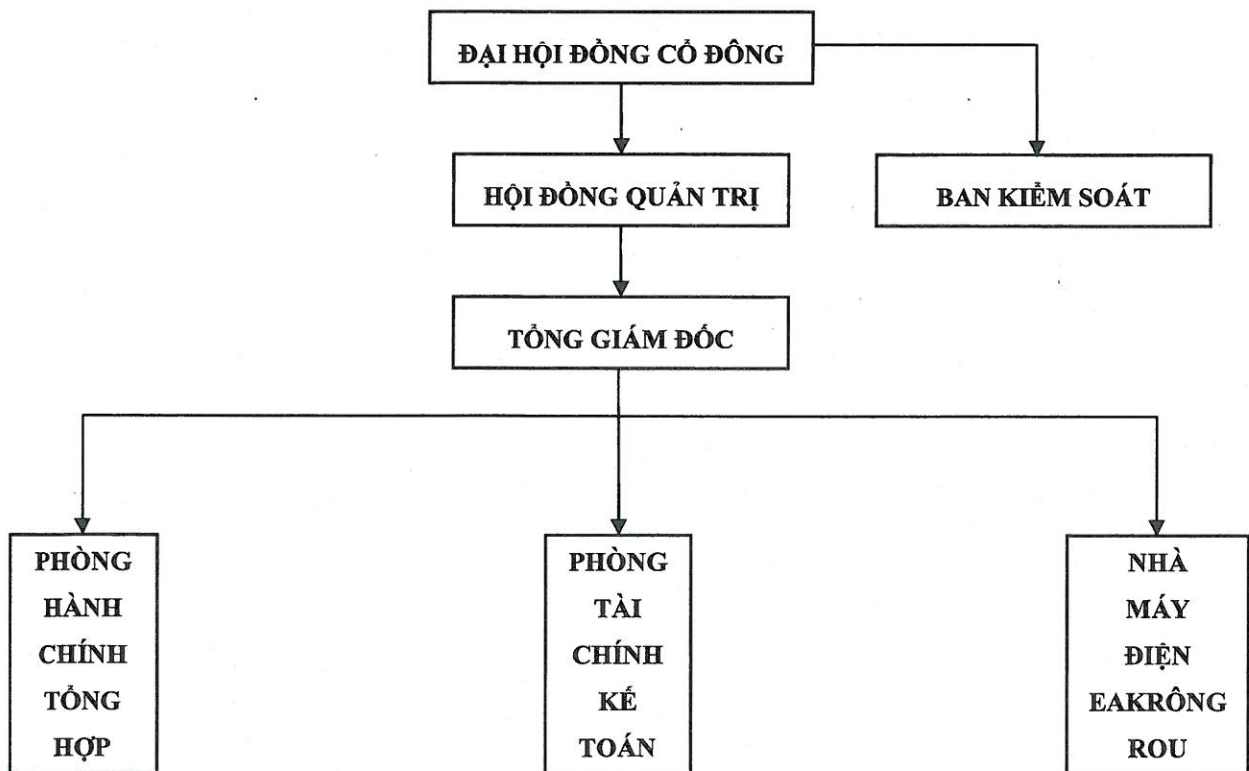 ĐẠI HỘI ĐỒNG CỔ ĐÔNG
HỘI ĐỒNG QUẢN TRỊ
BAN KIỂM SOÁT
TỔNG GIÁM ĐỐC
PHÒNG
HÀNH
CHÍNH
TỔNG
HỢP
PHÒNG
TÀI
CHÍNH
KẾ
TOÁN
NHÀ
MÁY
ĐIỆN
EAKRÔNG
ROU